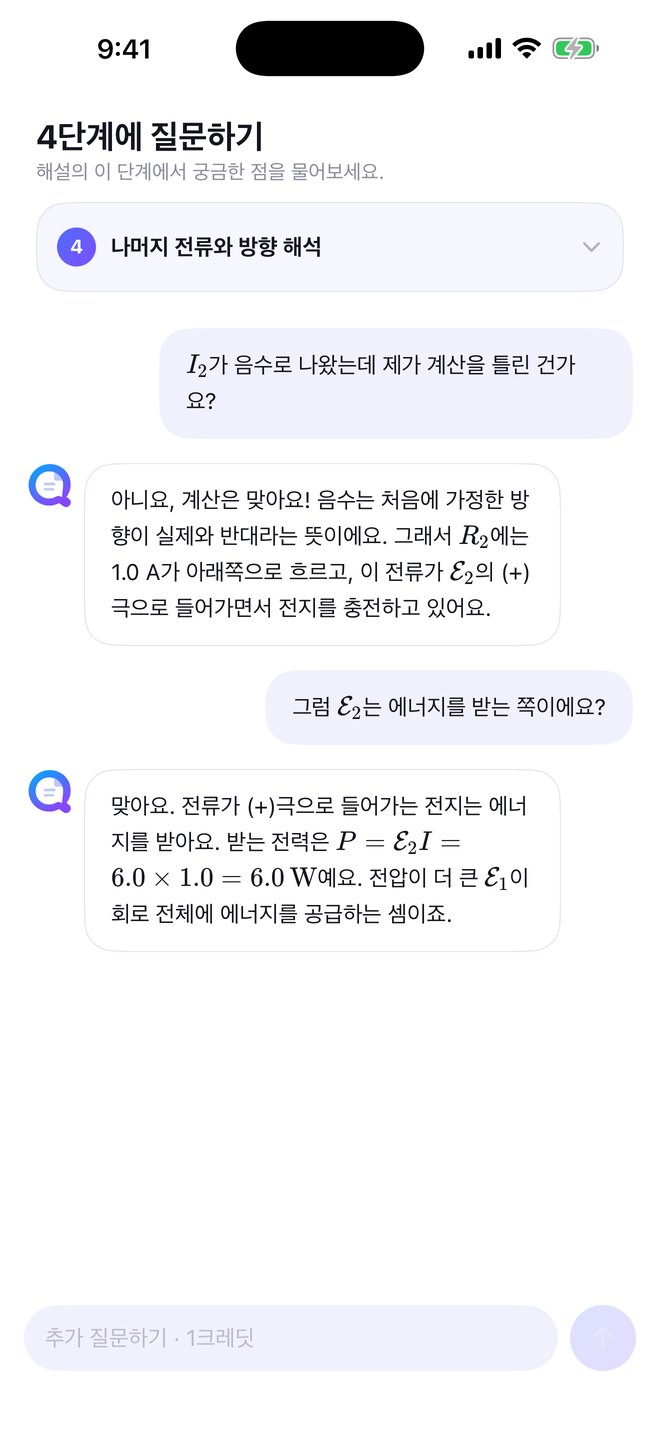 9:41
4단계에 질문하기
해설의 이 단계에서 궁금한 점을 물어보세요.
4 나머지 전류와 방향 해석
I₂가 음수로 나왔는데 제가 계산을 틀린 건가
요?
아니요, 계산은 맞아요! 음수는 처음에 가정한 방
향이 실제와 반대라는 뜻이에요. 그래서 R₂에는
1.0 A가 아래쪽으로 흐르고, 이 전류가 ℰ₂의 (+)
극으로 들어가면서 전지를 충전하고 있어요.
그럼 ℰ₂는 에너지를 받는 쪽이에요?
맞아요. 전류가 (+)극으로 들어가는 전지는 에너
지를 받아요. 받는 전력은 P = ℰ₂I =
6.0 × 1.0 = 6.0 W예요. 전압이 더 큰 ℰ₁이
회로 전체에 에너지를 공급하는 셈이죠.
추가 질문하기 · 1크레딧